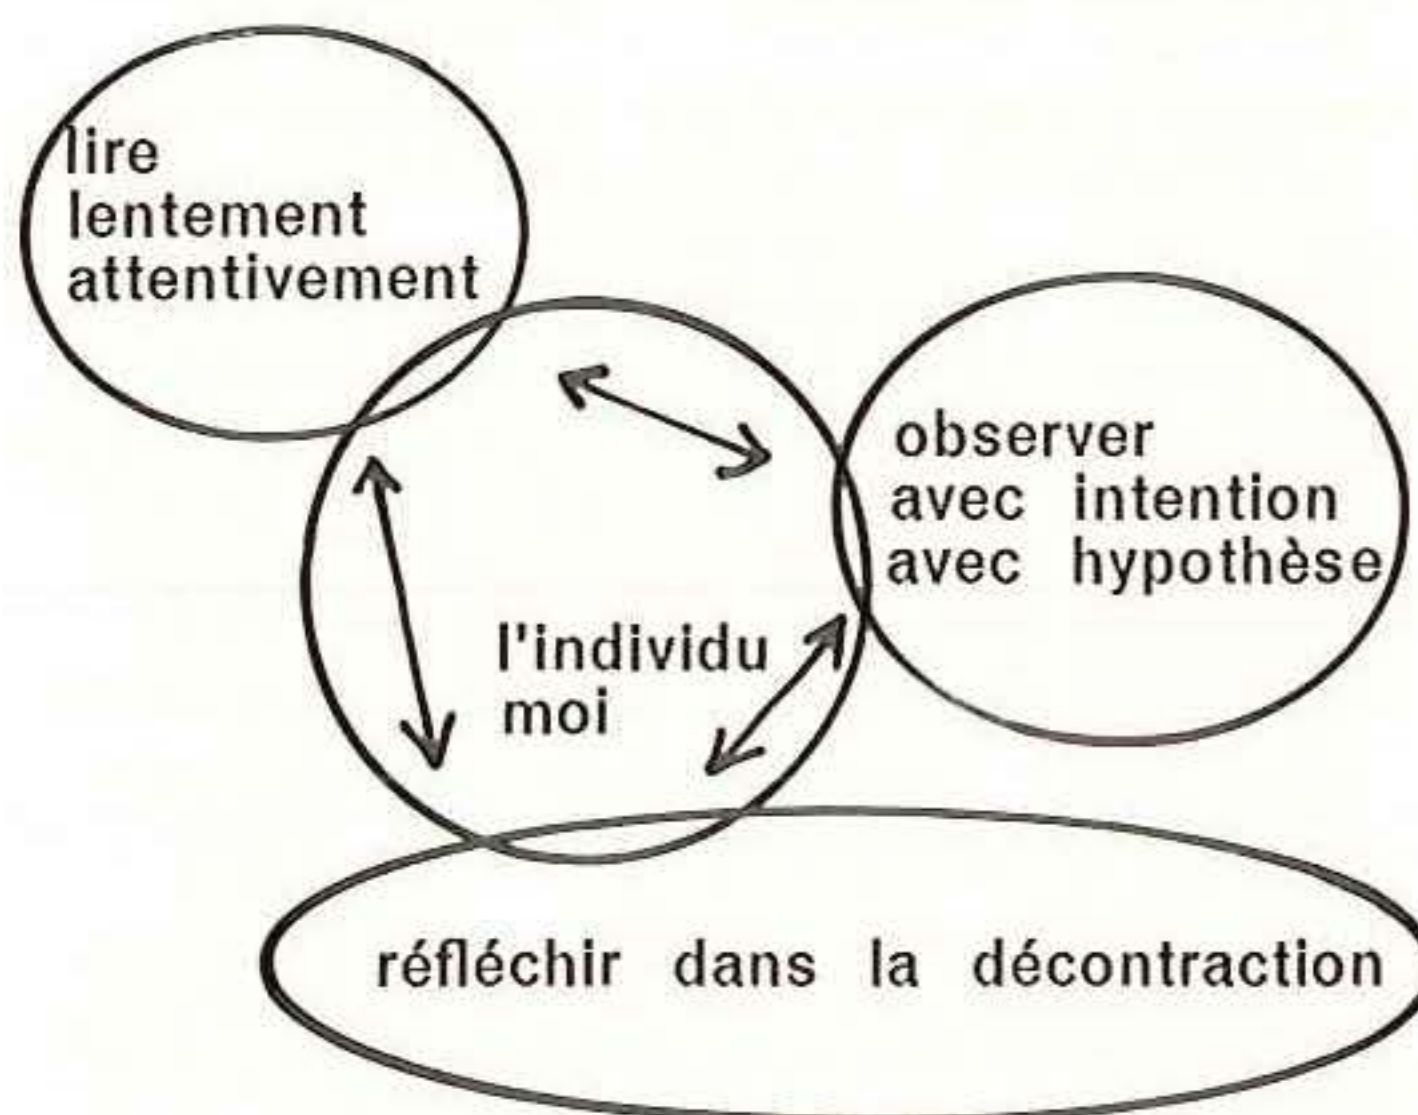 lire
lentement
attentivement
observer
avec intention
avec hypothèse
l'individu
moi
réfléchir dans la décontraction